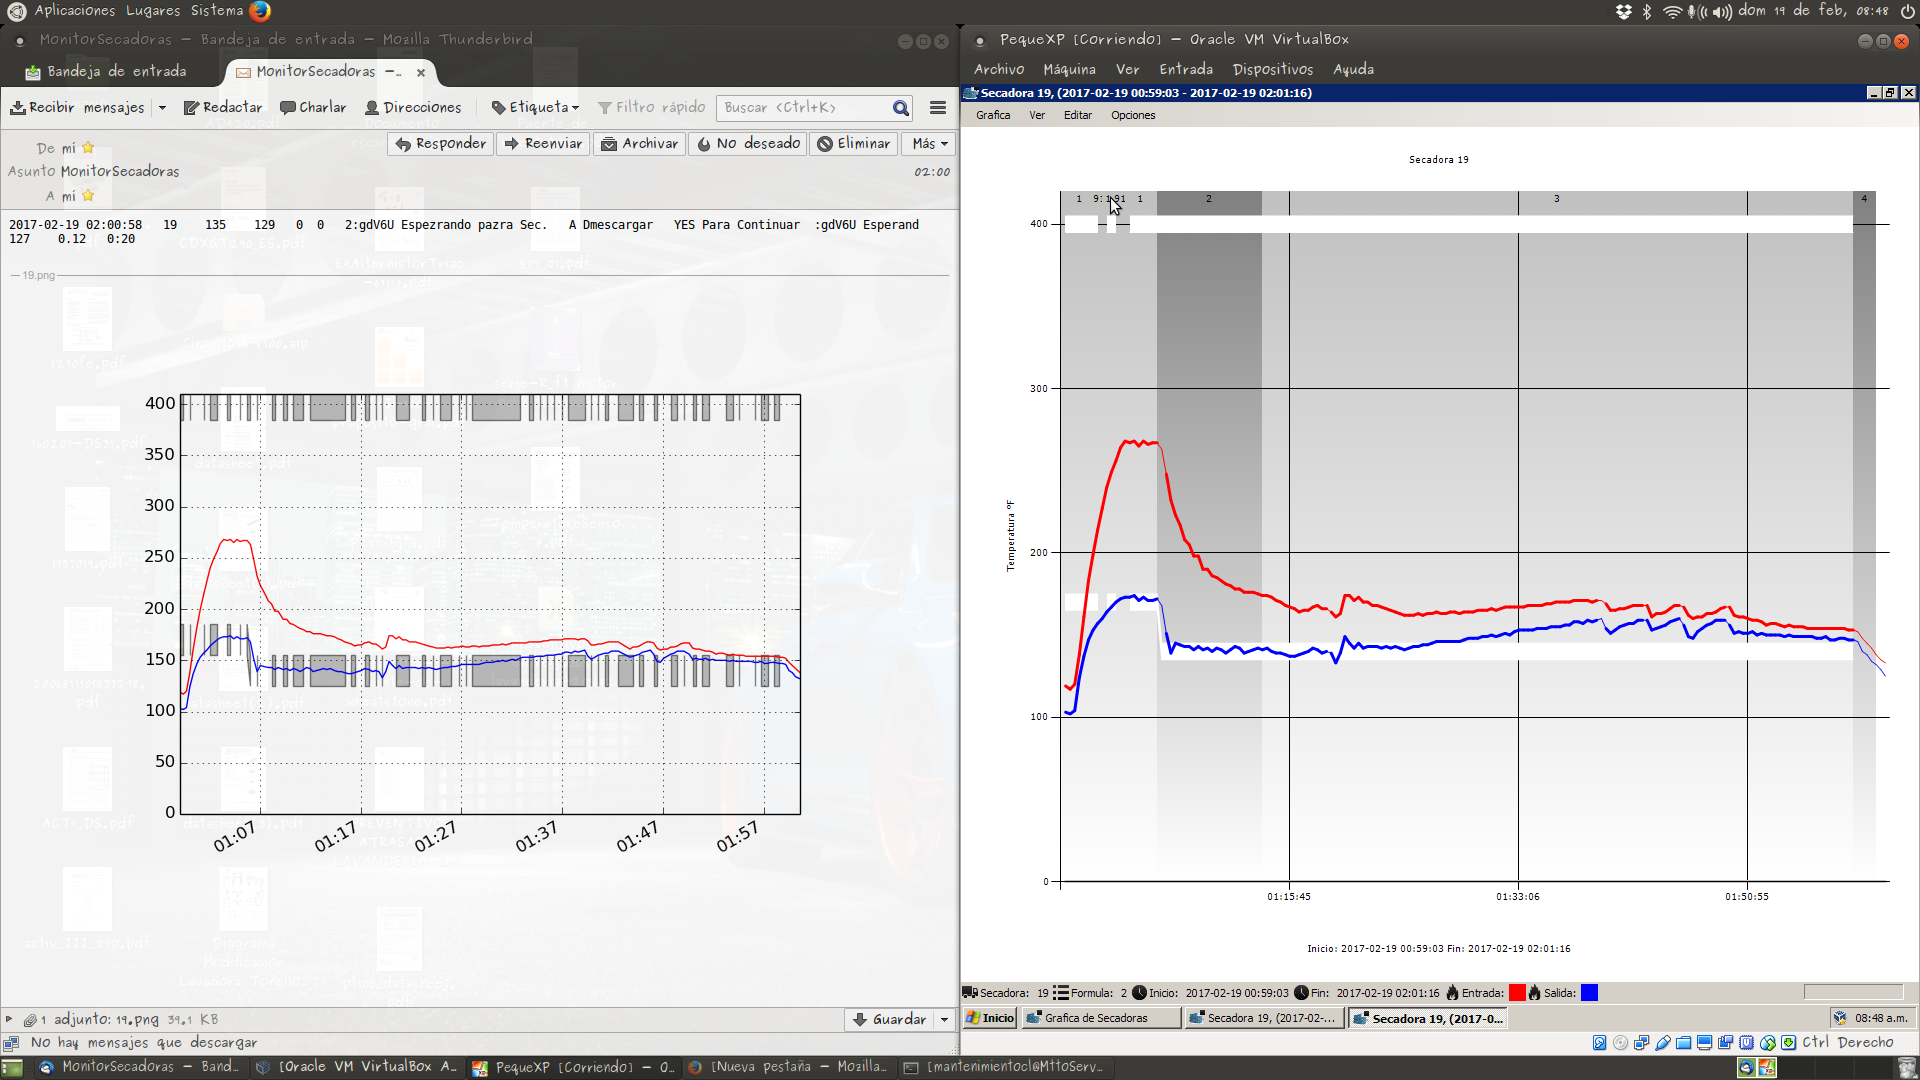 Aplicaciones Lugares Sistema
dom 19 de feb, 08:48
MonitorSecadoras – Bandeja de entrada – Mozilla Thunderbird
Bandeja de entrada
MonitorSecadoras –…
Recibir mensajes
Redactar
Charlar
Direcciones
Etiqueta
Filtro rápido
Buscar <Ctrl+K>
De mí
Responder
Reenviar
Archivar
No deseado
Eliminar
Más
Asunto MonitorSecadoras
02:00
A mí
2017-02-19 02:00:58 19 135 129 0 0 2:gdV6U Espezrando pazra Sec. A Dmescargar YES Para Continuar :gdV6U Esperand
127 0.12 0:20
19.png
400
350
300
250
200
150
100
50
0
01:07
01:17
01:27
01:37
01:47
01:57
1 adjunto: 19.png 39.1 KB
Guardar
No hay mensajes que descargar
PequeXP [Corriendo] – Oracle VM VirtualBox
Archivo Máquina Ver Entrada Dispositivos Ayuda
Secadora 19, (2017-02-19 00:59:03 - 2017-02-19 02:01:16)
Grafica Ver Editar Opciones
Secadora 19
1
1
2
3
4
400
300
200
100
0
Temperatura ºF
01:15:45
01:33:06
01:50:55
Inicio: 2017-02-19 00:59:03 Fin: 2017-02-19 02:01:16
Secadora: 19 Formula: 2 Inicio: 2017-02-19 00:59:03 Fin: 2017-02-19 02:01:16 Entrada: Salida:
Inicio
Grafica de Secadoras
Secadora 19, (2017-02-...
Secadora 19, (2017-0...
08:48 a.m.
Ctrl Derecho
MonitorSecadoras – Band…
[Oracle VM VirtualBox A…
PequeXP [Corriendo] – O…
[Nueva pestaña – Mozilla…
[mantenimientocl@MttoServ…